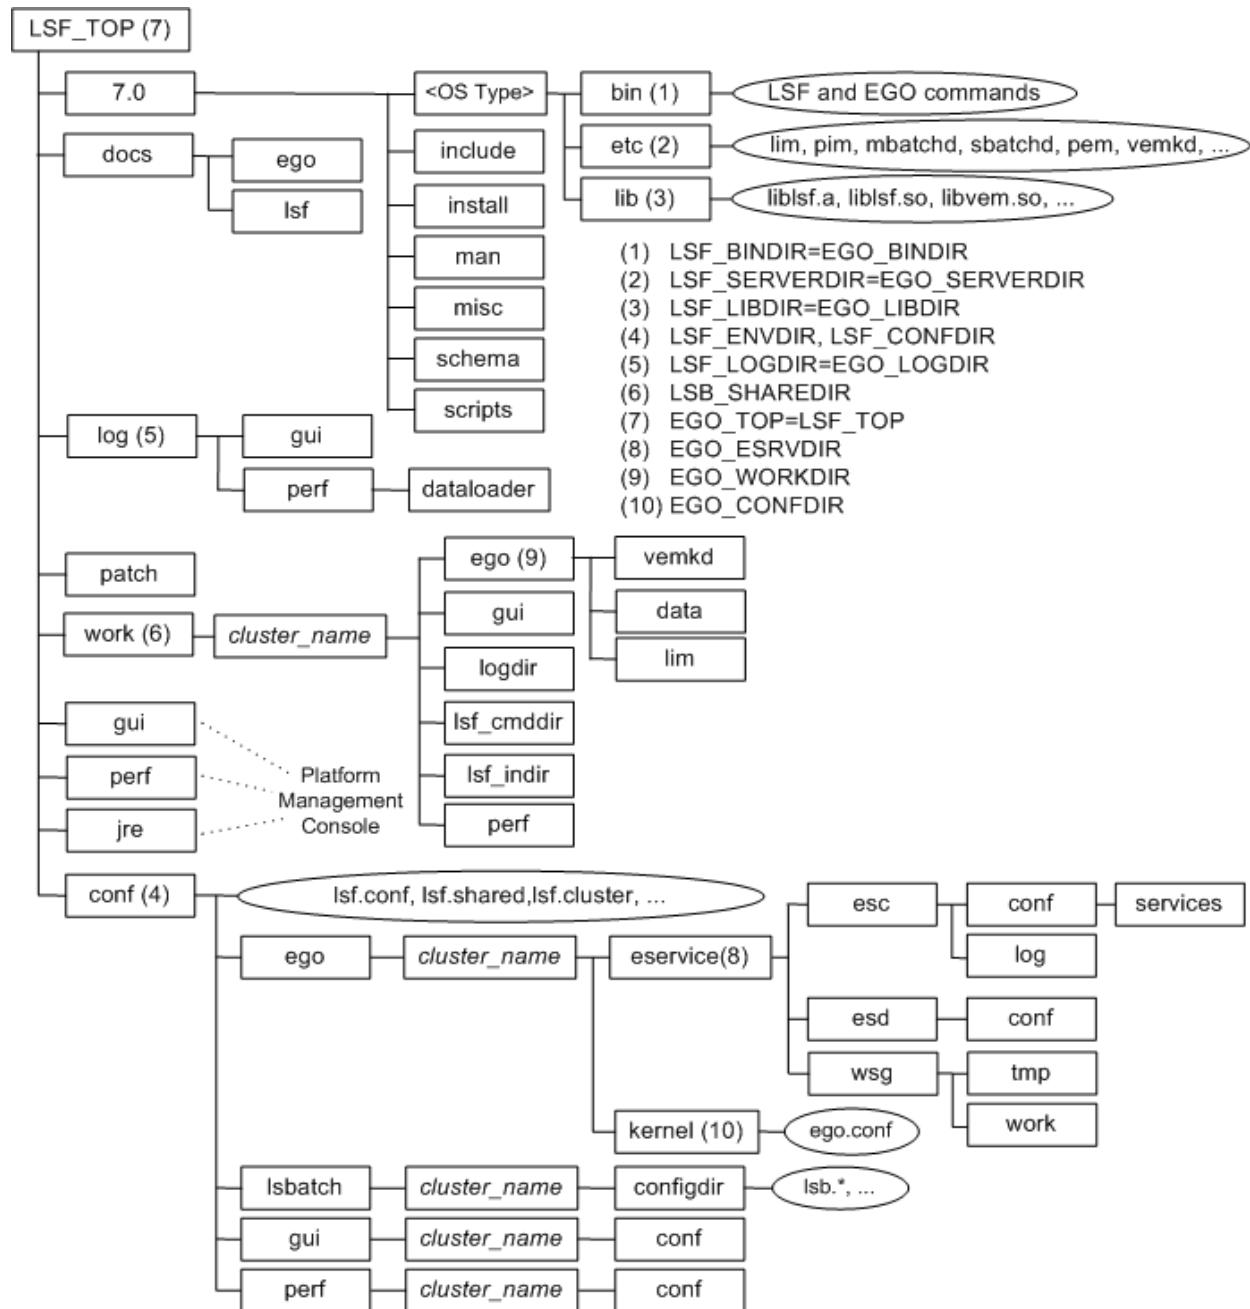 LSF_TOP (7)
7.0
<OS Type>
bin (1)
LSF and EGO commands
docs
ego
include
etc (2)
lim, pim, mbatchd, sbatchd, pem, vemkd, ...
lsf
install
lib (3)
liblsf.a, liblsf.so, libvem.so, ...
man
misc
schema
scripts
(1) LSF_BINDIR=EGO_BINDIR
(2) LSF_SERVERDIR=EGO_SERVERDIR
(3) LSF_LIBDIR=EGO_LIBDIR
(4) LSF_ENVDIR, LSF_CONFDIR
(5) LSF_LOGDIR=EGO_LOGDIR
(6) LSB_SHAREDIR
(7) EGO_TOP=LSF_TOP
(8) EGO_ESRVDIR
(9) EGO_WORKDIR
(10) EGO_CONFDIR
log (5)
gui
perf
dataloader
patch
ego (9)
vemkd
work (6)
cluster_name
gui
data
logdir
lim
gui
lsf_cmddir
perf
Platform
Management
Console
lsf_indir
jre
perf
conf (4)
lsf.conf, lsf.shared,lsf.cluster, ...
esc
conf
services
ego
cluster_name
eservice(8)
log
esd
conf
wsg
tmp
kernel (10)
ego.conf
work
lsbatch
cluster_name
configdir
lsb.*, ...
gui
cluster_name
conf
perf
cluster_name
conf